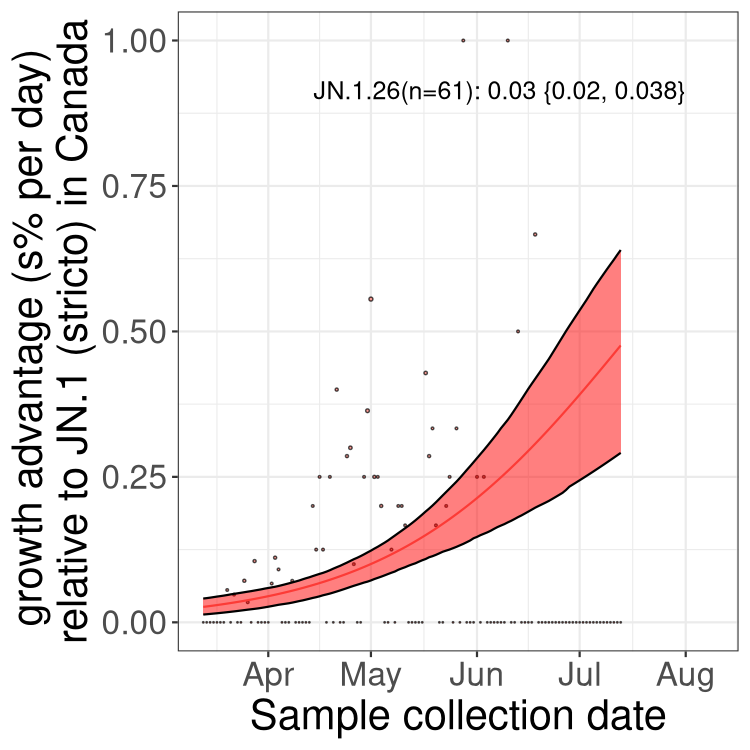 growth advantage (s% per day)
relative to JN.1 (stricto) in Canada
1.00
0.75
0.50
0.25
0.00
JN.1.26(n=61): 0.03 {0.02, 0.038}
Apr May Jun Jul Aug
Sample collection date